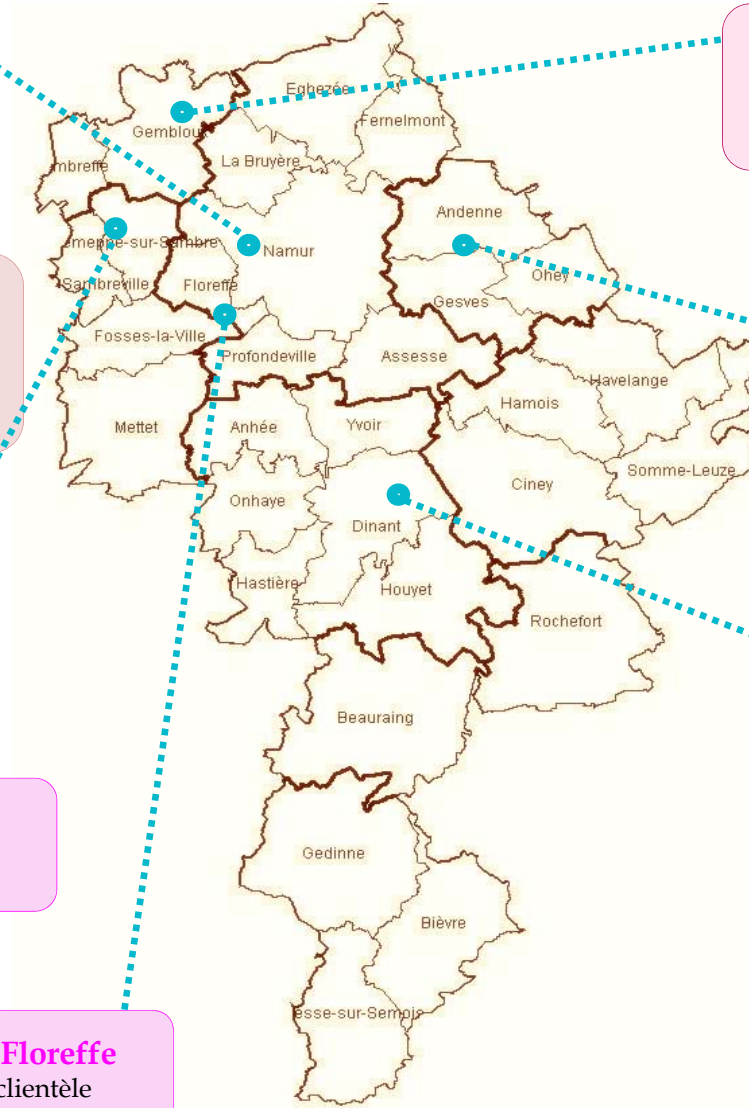 Eghezée
Gembloux
Fernelmont
La Bruyère
mbreffe
Andenne
emeppe-sur-Sambre
Namur
Ohey
Sambreville
Floreffe
Gesves
Fosses-la-Ville
Profondeville
Assesse
Havelange
Hamois
Mettet
Anhée
Yvoir
Somme-Leuze
Ciney
Onhaye
Dinant
Hastière
Houyet
Rochefort
Beauraing
Gedinne
Bièvre
esse-sur-Semois
Floreffe
clientèle